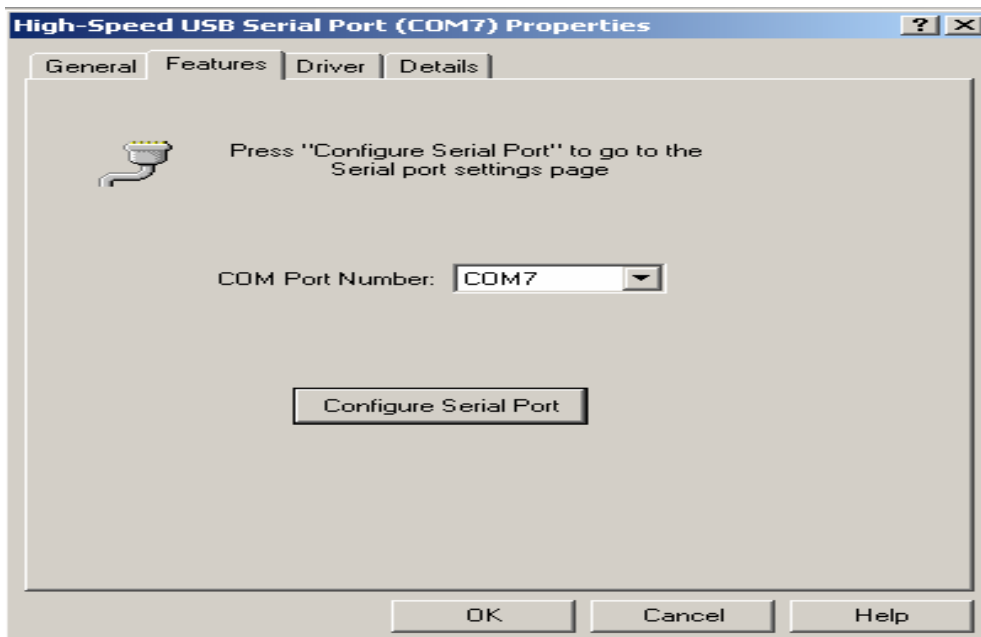 High-Speed USB Serial Port (COM7) Properties
General Features Driver Details
Press "Configure Serial Port" to go to the
Serial port settings page
COM Port Number: COM7
Configure Serial Port
OK Cancel Help